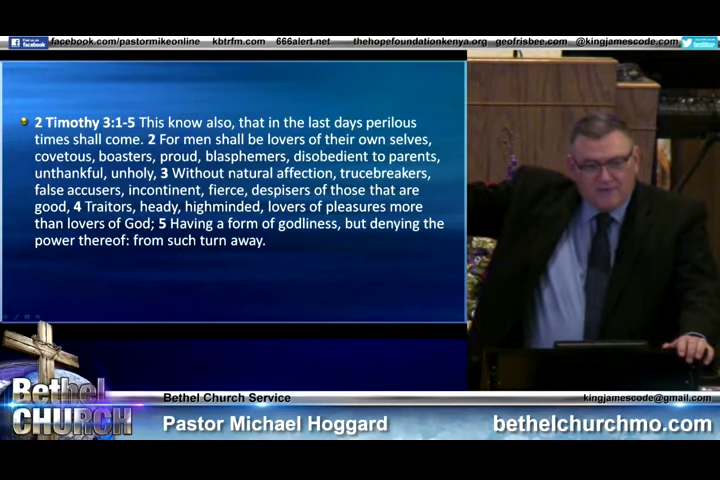 Find us on facebook
facebook.com/pastormikeonline kbtrfm.com 666alert.net thehopefoundationkenya.org geofrisbee.com @kingjamescode.com twitter
2 Timothy 3:1-5 This know also, that in the last days perilous
times shall come. 2 For men shall be lovers of their own selves,
covetous, boasters, proud, blasphemers, disobedient to parents,
unthankful, unholy, 3 Without natural affection, trucebreakers,
false accusers, incontinent, fierce, despisers of those that are
good, 4 Traitors, heady, highminded, lovers of pleasures more
than lovers of God; 5 Having a form of godliness, but denying the
power thereof: from such turn away.
Bethel
CHURCH
Bethel Church Service kingjamescode@gmail.com
Pastor Michael Hoggard bethelchurchmo.com